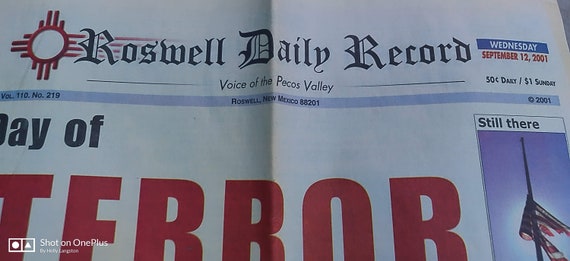 Roswell Daily Record
WEDNESDAY
SEPTEMBER 12, 2001
Voice of the Pecos Valley
50¢ DAILY / $1 SUNDAY
VOL. 110. NO. 219
ROSWELL, NEW MEXICO 88201
© 2001
Day of
TERROR
Still there
Shot on OnePlus
By Holly Langston